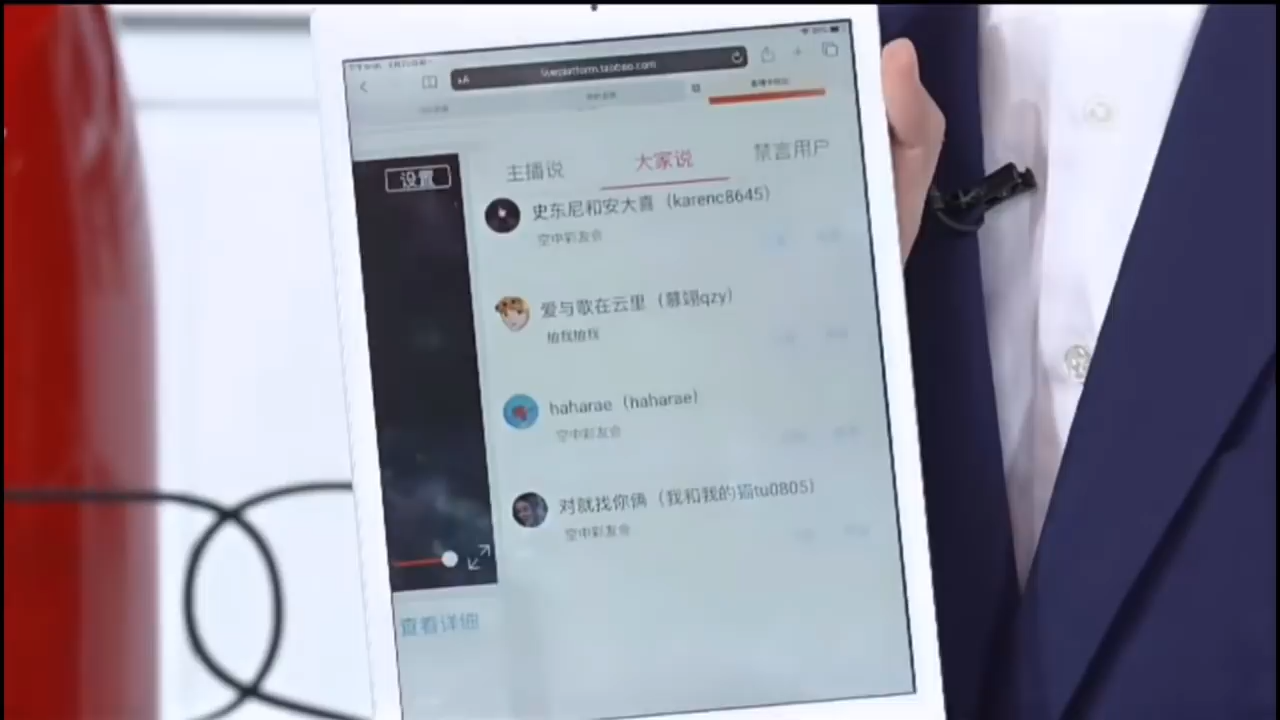 liveplatform.taobao.com
主播说
大家说
禁言用户
设置
史东尼和安大喜（karenc8645）
空中彩友会
爱与歌在云里（慕翊qzy）
抽我抽我
haharae（haharae）
空中彩友会
对就找你俩（我和我的猫tu0805）
空中彩友会
查看详细